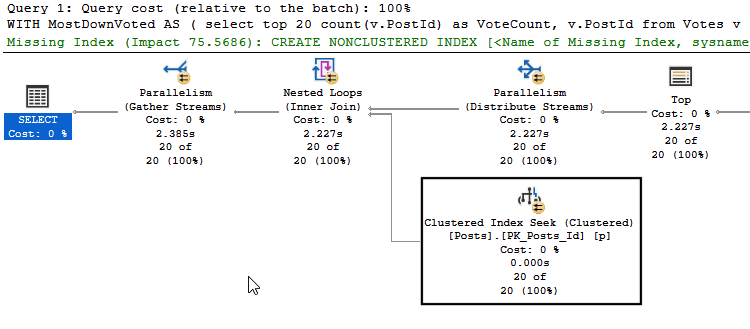 Query 1: Query cost (relative to the batch): 100%
WITH MostDownVoted AS ( select top 20 count(v.PostId) as VoteCount, v.PostId from Votes v
Missing Index (Impact 75.5686): CREATE NONCLUSTERED INDEX [<Name of Missing Index, sysname
SELECT
Cost: 0 %
Parallelism
(Gather Streams)
Cost: 0 %
2.385s
20 of
20 (100%)
Nested Loops
(Inner Join)
Cost: 0 %
2.227s
20 of
20 (100%)
Parallelism
(Distribute Streams)
Cost: 0 %
2.227s
20 of
20 (100%)
Top
Cost: 0 %
2.227s
20 of
20 (100%)
Clustered Index Seek (Clustered)
[Posts].[PK_Posts_Id] [p]
Cost: 0 %
0.000s
20 of
20 (100%)